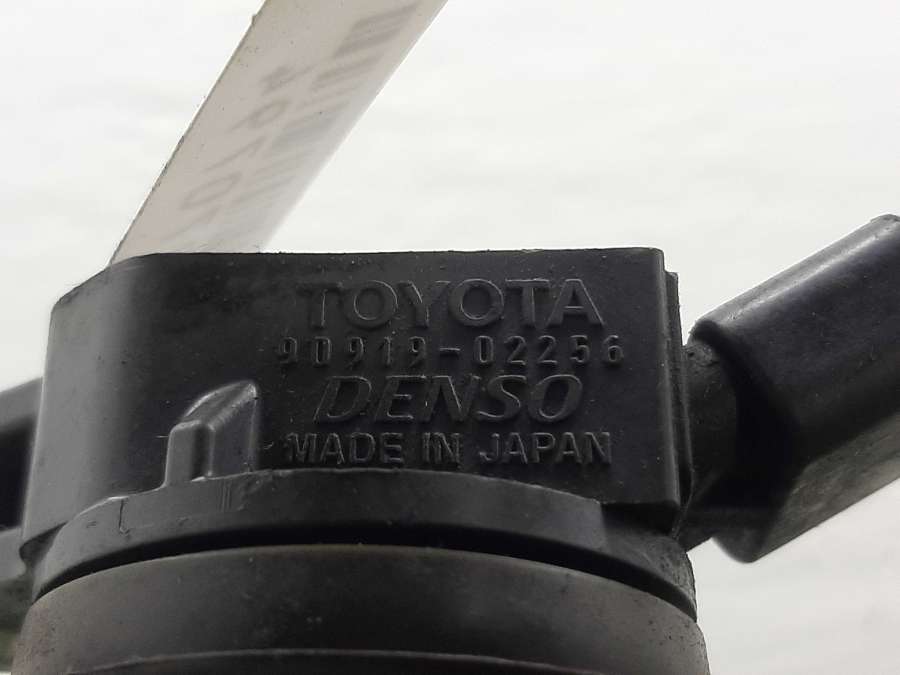 TOYOTA
90919-02256
DENSO
MADE IN JAPAN